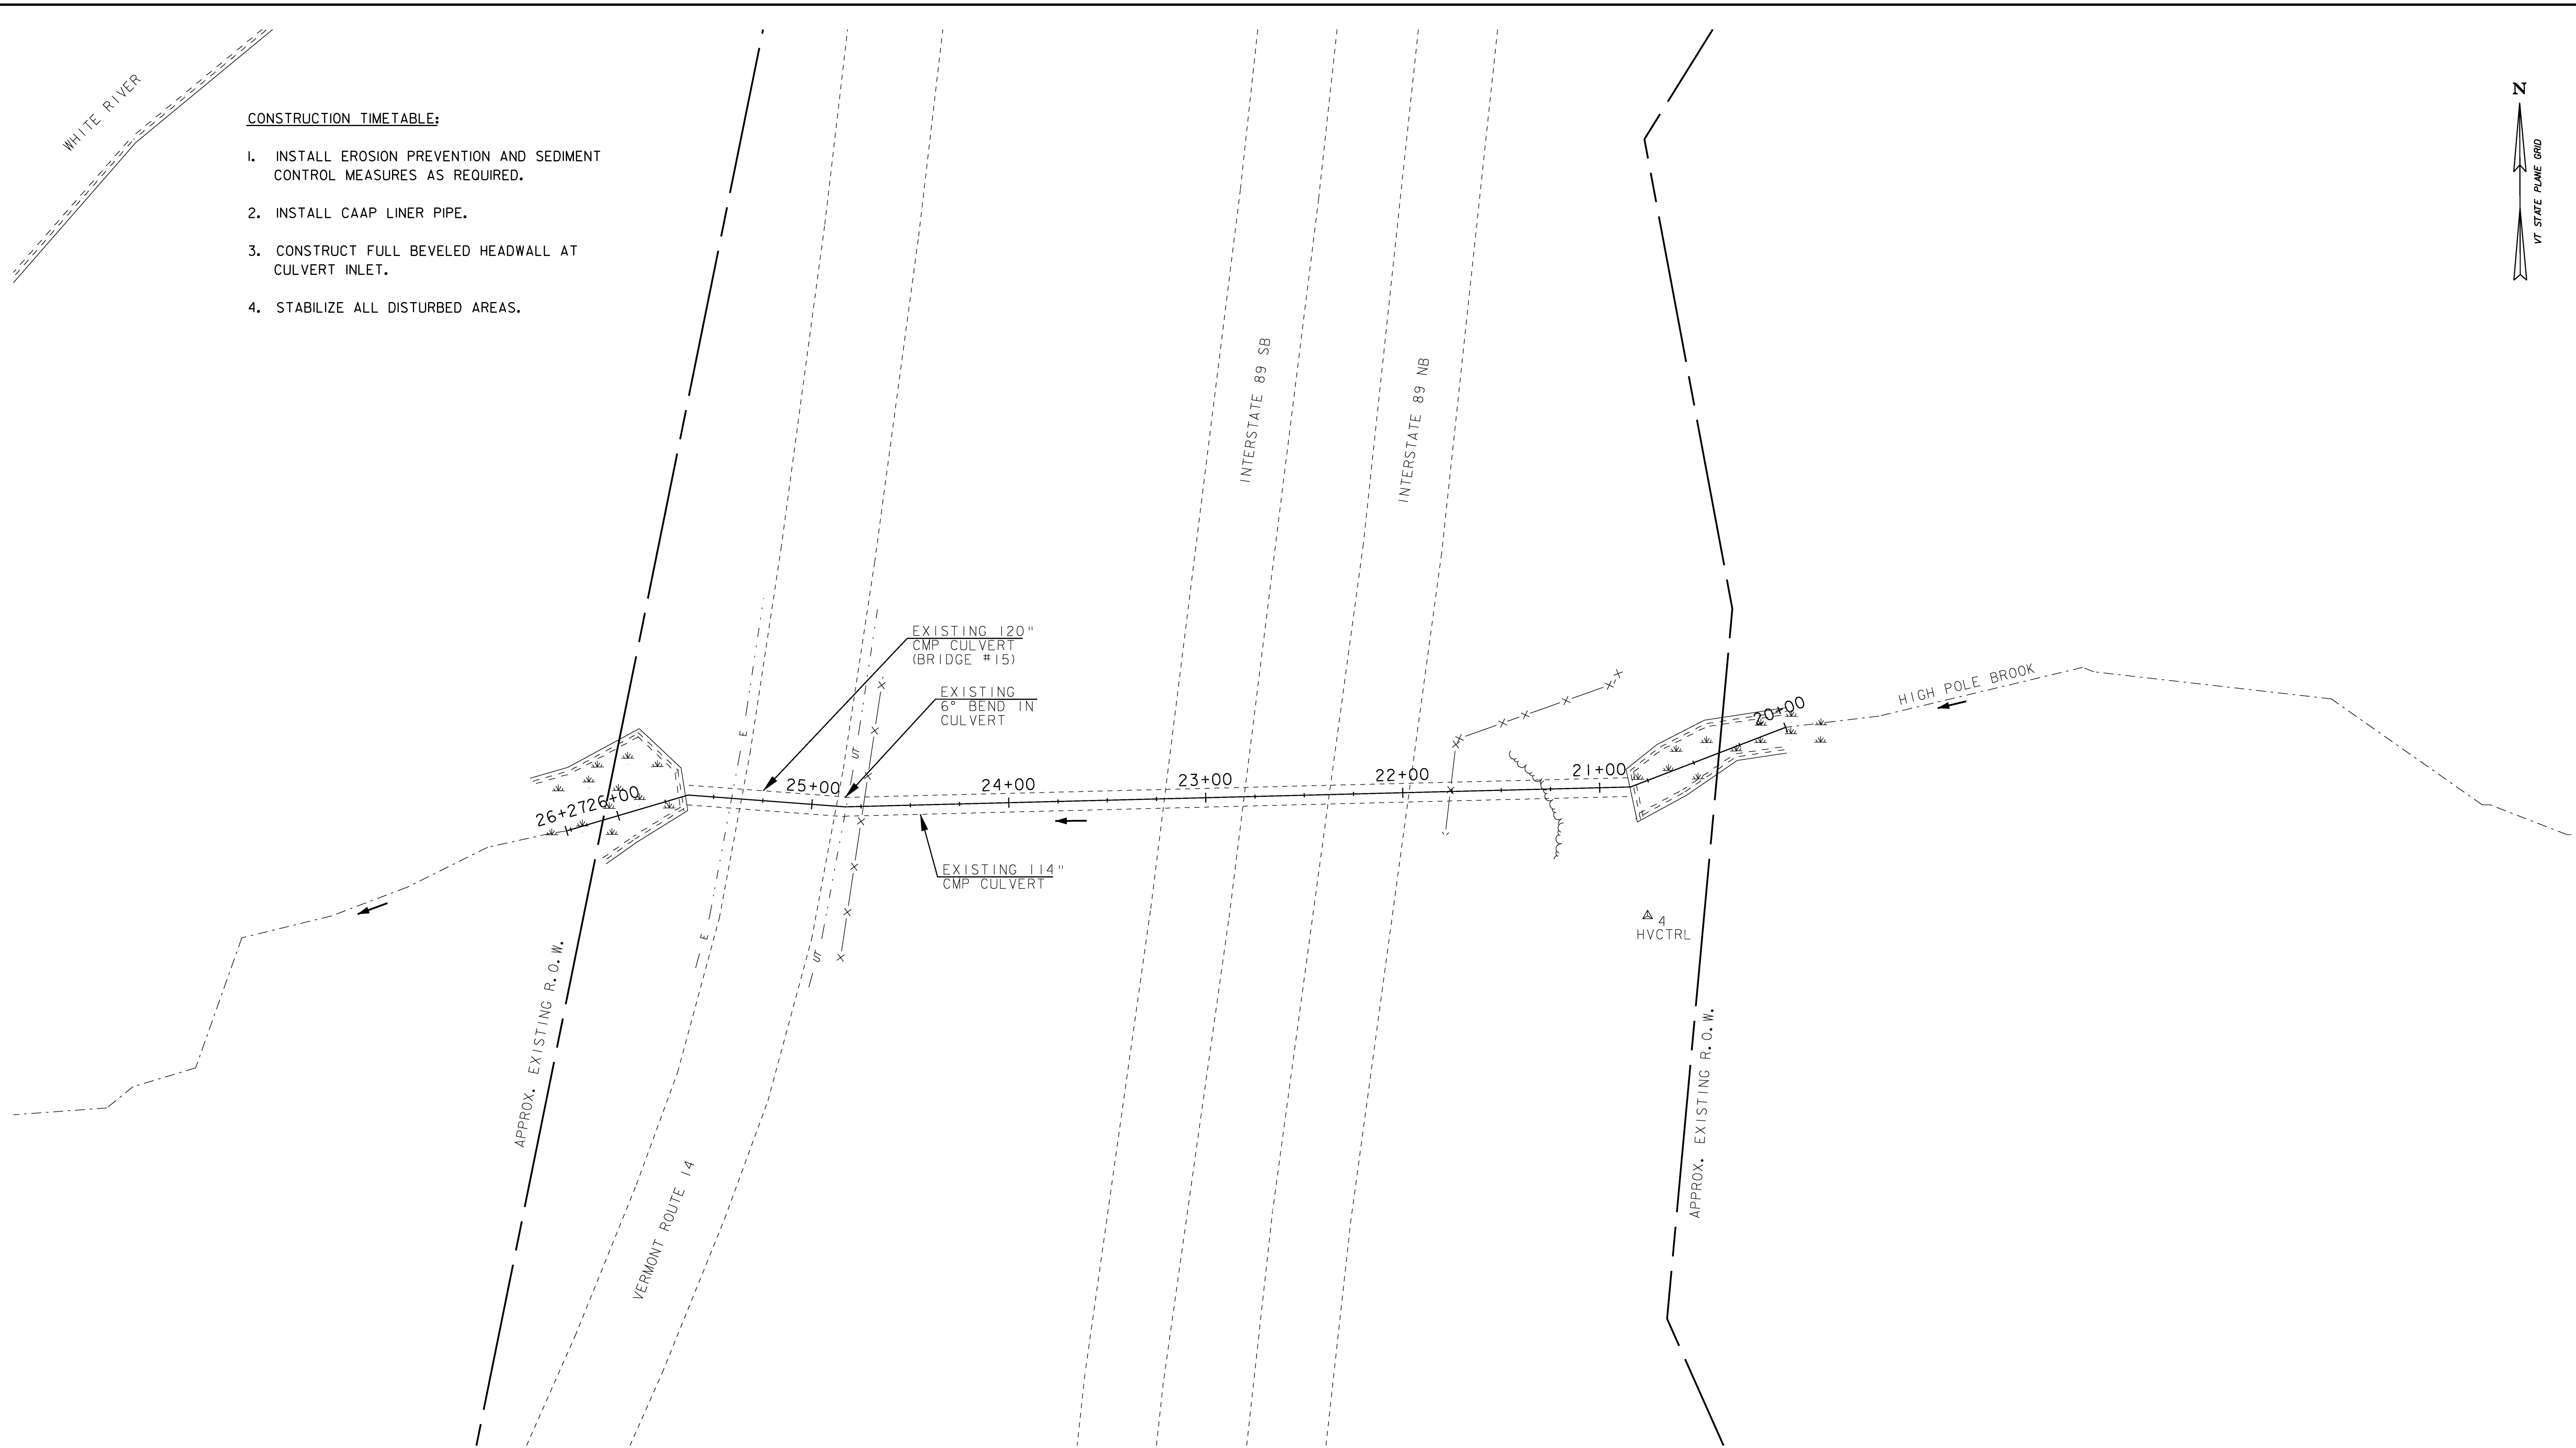 WHITE RIVER
CONSTRUCTION TIMETABLE:
1. INSTALL EROSION PREVENTION AND SEDIMENT
CONTROL MEASURES AS REQUIRED.
2. INSTALL CAAP LINER PIPE.
3. CONSTRUCT FULL BEVELED HEADWALL AT
CULVERT INLET.
4. STABILIZE ALL DISTURBED AREAS.
N
VT STATE PLANE GRID
INTERSTATE 89 SB
INTERSTATE 89 NB
EXISTING 120"
CMP CULVERT
(BRIDGE #15)
EXISTING
6° BEND IN
CULVERT
HIGH POLE BROOK
20+00
21+00
22+00
23+00
24+00
25+00
26+00
26+27
E
UT
EXISTING 114"
CMP CULVERT
E
UT
4
HVCTRL
APPROX. EXISTING R.O.W.
APPROX. EXISTING R.O.W.
VERMONT ROUTE 14